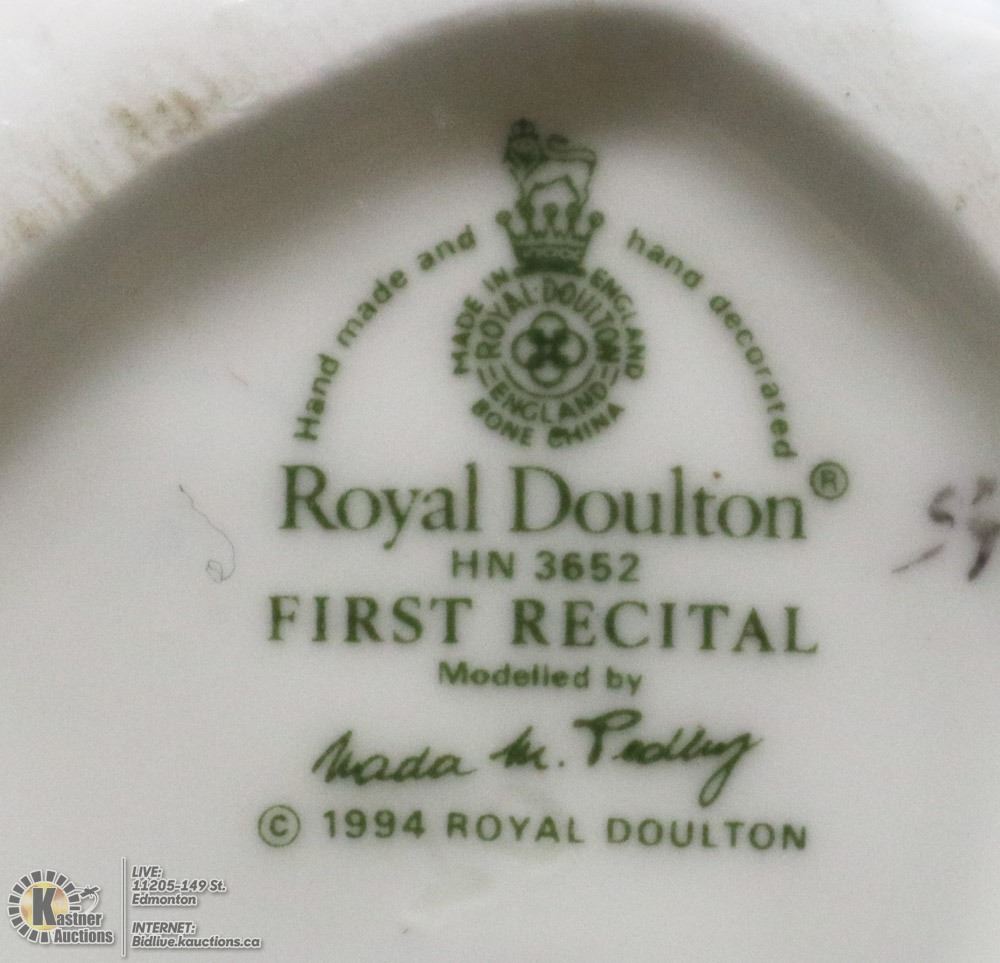 Hand made and hand decorated
MADE IN ENGLAND
ROYAL DOULTON
ENGLAND
BONE CHINA
Royal Doulton®
HN 3652
FIRST RECITAL
Modelled by
Nada M. Pedley
© 1994 ROYAL DOULTON
Kastner
Auctions
LIVE:
11205-149 St.
Edmonton
INTERNET:
Bidlive.kauctions.ca